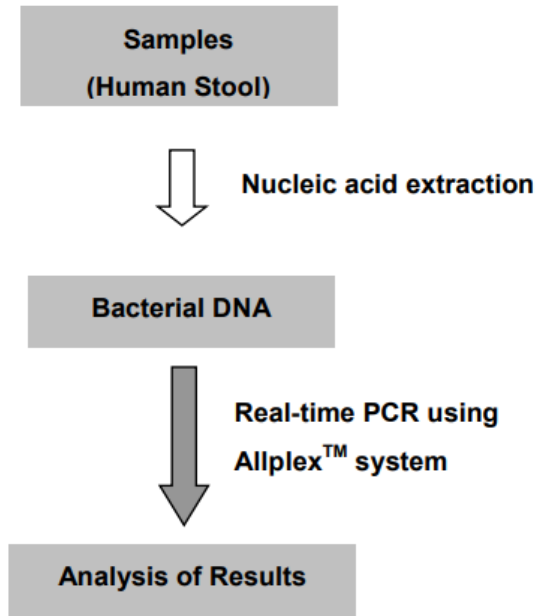 Samples
(Human Stool)
Nucleic acid extraction
Bacterial DNA
Real-time PCR using
Allplex™ system
Analysis of Results